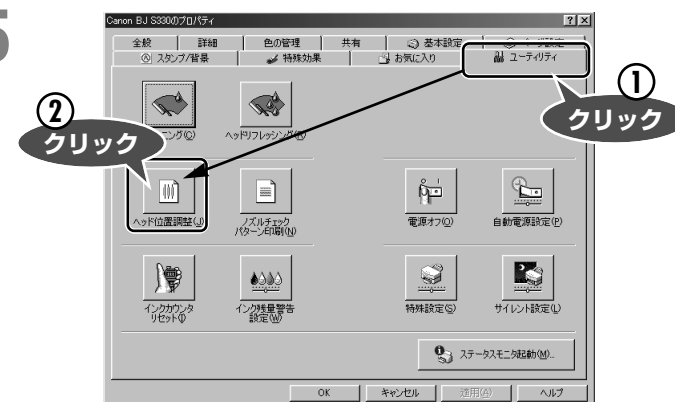 5
Canon BJ S330のプロパティ
全般 詳細 色の管理 共有 基本設定
スタンプ/背景 特殊効果 お気に入り ユーティリティ
①
クリック
②
クリック
ヘッドリフレッシング
ヘッド位置調整(J)
ノズルチェック
パターン印刷(N)
電源オフ(O)
自動電源設定(P)
インクカウンタ
リセット(I)
インク残量警告
設定(W)
特殊設定(S)
サイレント設定(L)
ステータスモニタ起動(M)...
OK キャンセル 適用(A) ヘルプ